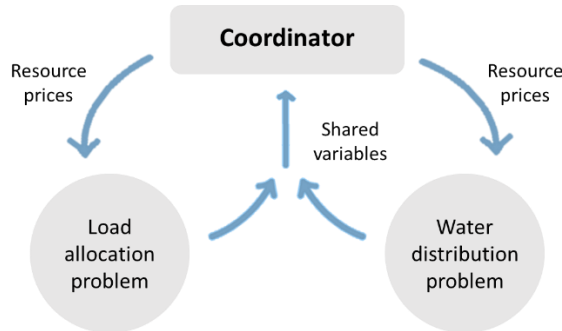 Coordinator
Resource
prices
Resource
prices
Shared
variables
Load
allocation
problem
Water
distribution
problem